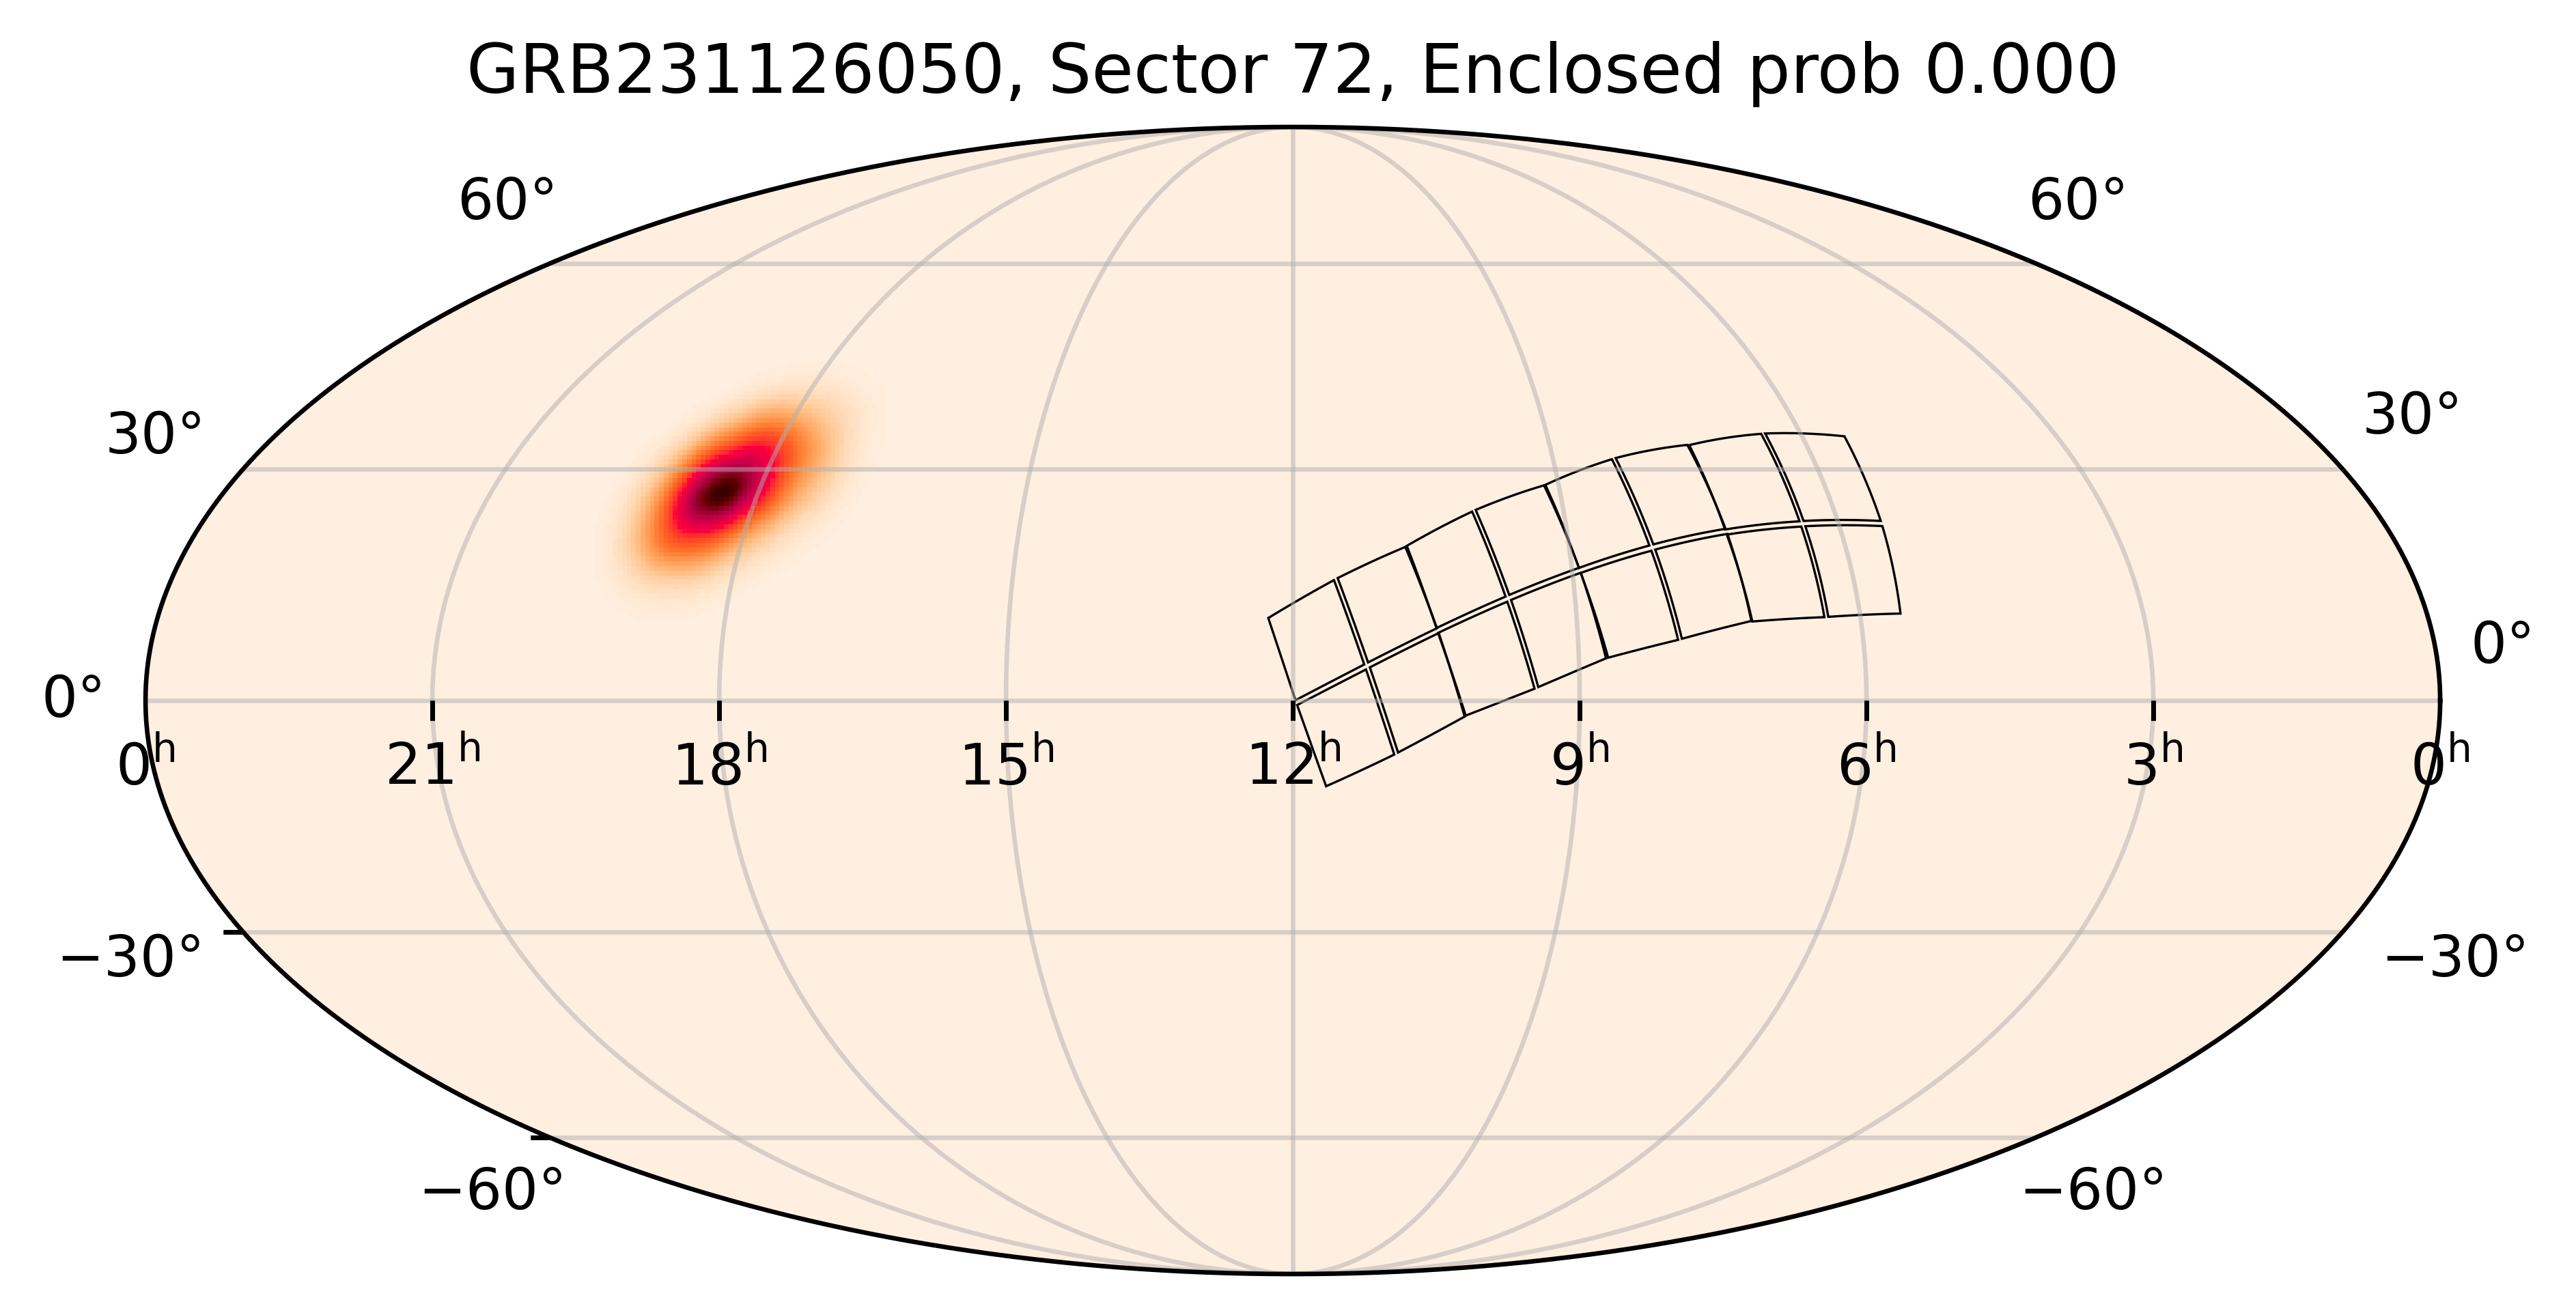 GRB231126050, Sector 72, Enclosed prob 0.000
60° 60°
30° 30°
0° 0°
0ʰ 21ʰ 18ʰ 15ʰ 12ʰ 9ʰ 6ʰ 3ʰ 0ʰ
−30° −30°
−60° −60°